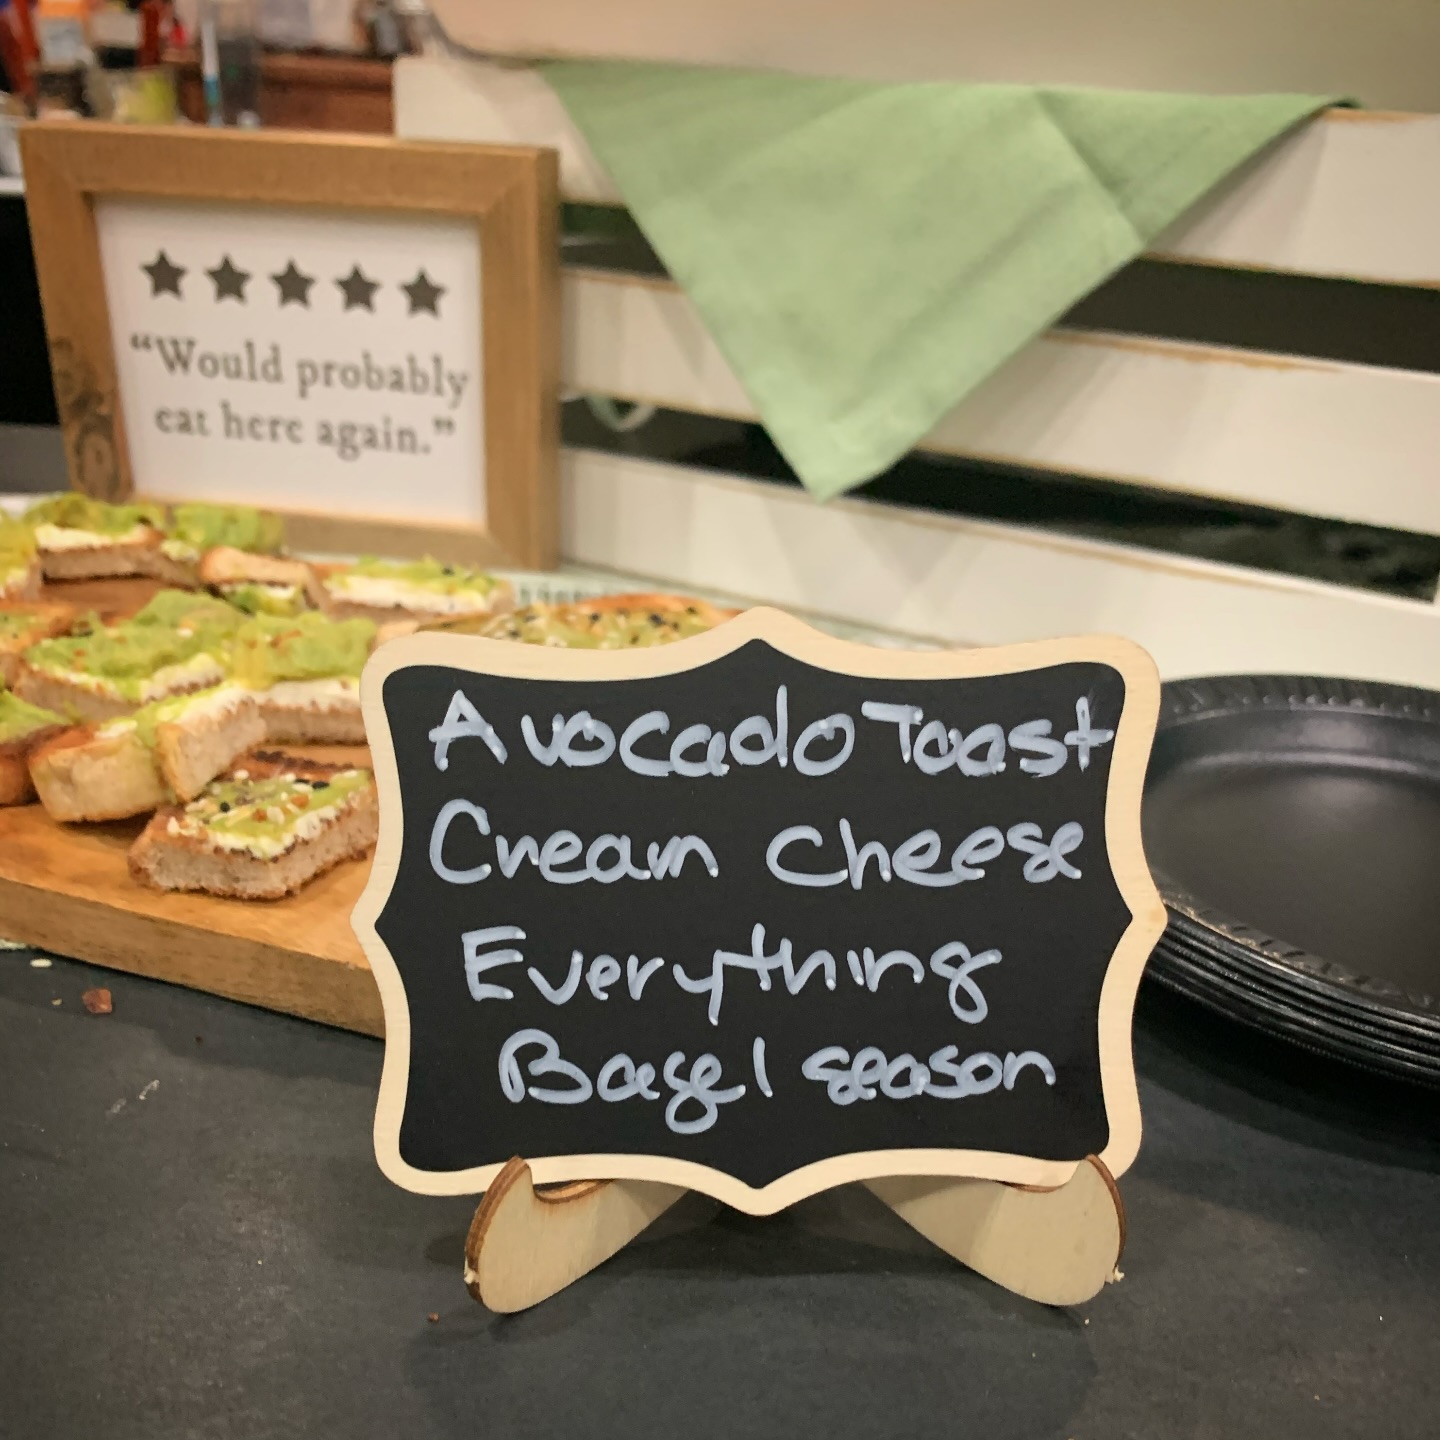 ★★★★★
“Would probably
eat here again.”
Avocado Toast
Cream cheese
Everything
Bagel season